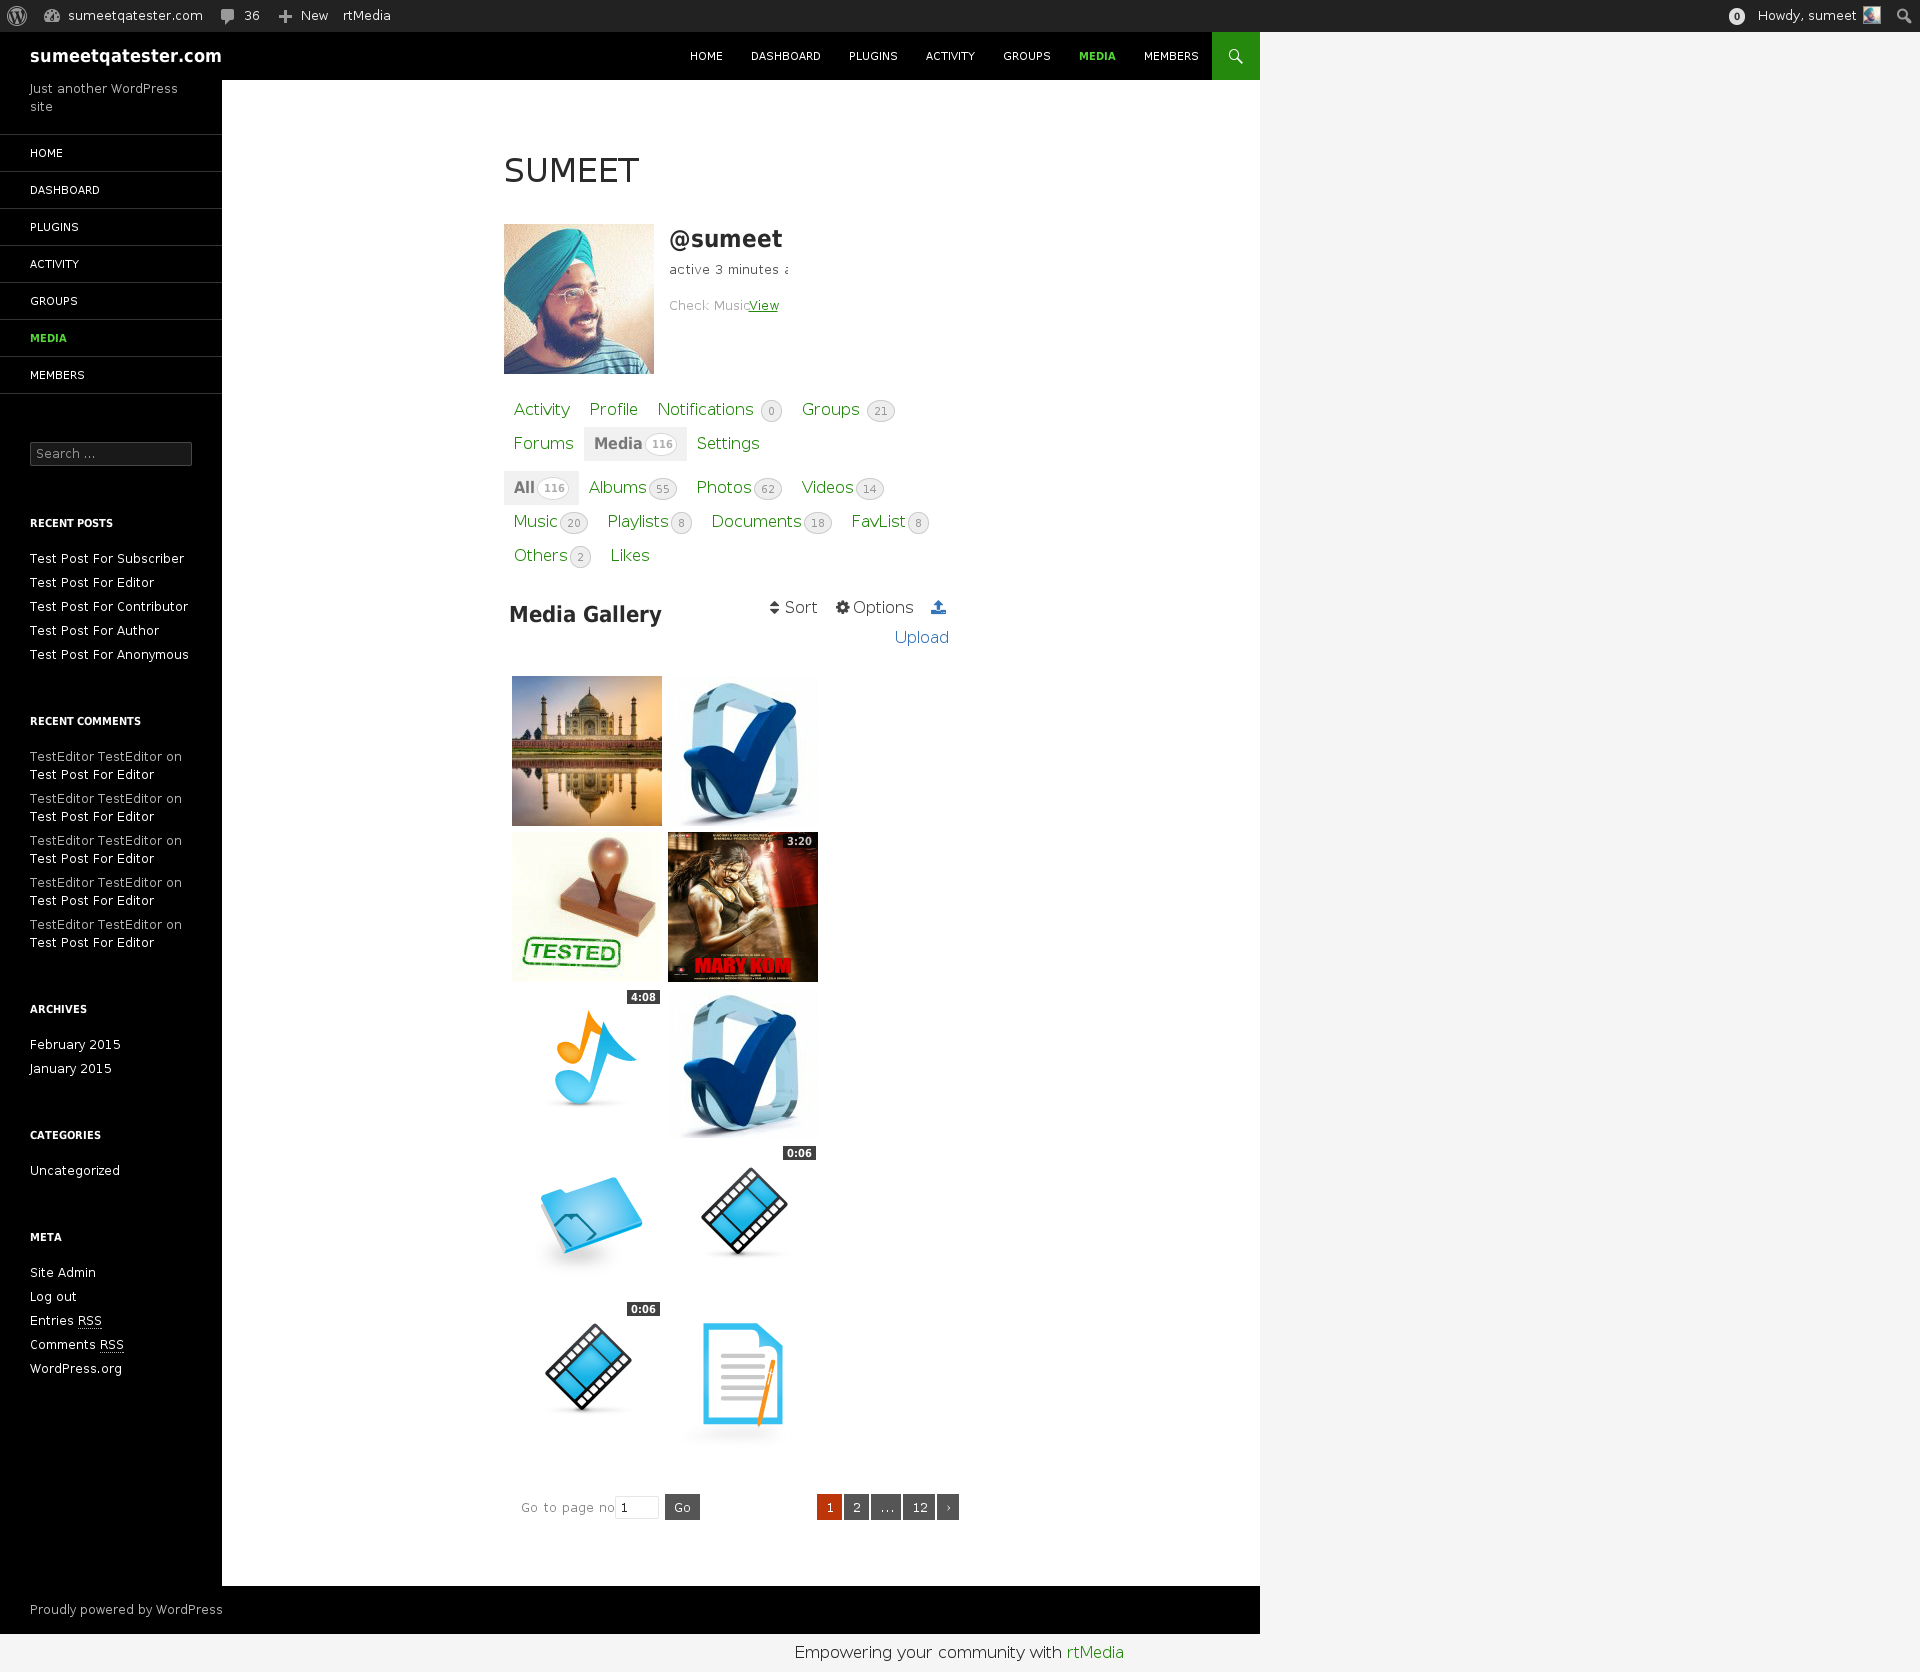 sumeetqatester.com
36
New
rtMedia
0
Howdy, sumeet
sumeetqatester.com
HOME
DASHBOARD
PLUGINS
ACTIVITY
GROUPS
MEDIA
MEMBERS
Just another WordPress
site
HOME
DASHBOARD
PLUGINS
ACTIVITY
GROUPS
MEDIA
MEMBERS
Search ...
RECENT POSTS
Test Post For Subscriber
Test Post For Editor
Test Post For Contributor
Test Post For Author
Test Post For Anonymous
RECENT COMMENTS
TestEditor TestEditor on
Test Post For Editor
TestEditor TestEditor on
Test Post For Editor
TestEditor TestEditor on
Test Post For Editor
TestEditor TestEditor on
Test Post For Editor
TestEditor TestEditor on
Test Post For Editor
ARCHIVES
February 2015
January 2015
CATEGORIES
Uncategorized
META
Site Admin
Log out
Entries RSS
Comments RSS
WordPress.org
SUMEET
@sumeet
active 3 minutes
Check MusicView
Activity Profile Notifications 0 Groups 21
Forums Media 116 Settings
All 116 Albums 55 Photos 62 Videos 14
Music 20 Playlists 8 Documents 18 FavList 8
Others 2 Likes
Media Gallery
Sort Options
Upload
TESTED
3:20
MARY KOM
4:08
0:06
0:06
Go to page no 1 Go
1 2 ... 12 ›
Proudly powered by WordPress
Empowering your community with rtMedia